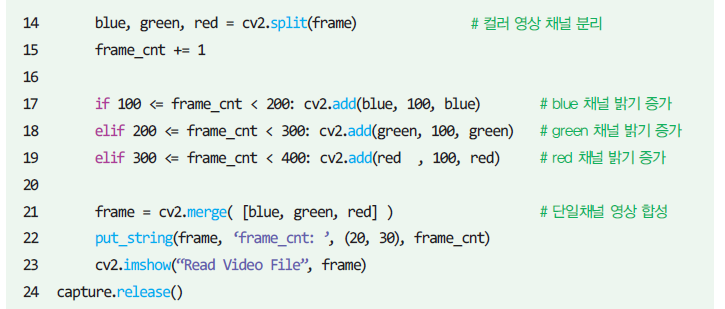 14 blue, green, red = cv2.split(frame) # 컬러 영상 채널 분리
15 frame_cnt += 1
16
17 if 100 <= frame_cnt < 200: cv2.add(blue, 100, blue) # blue 채널 밝기 증가
18 elif 200 <= frame_cnt < 300: cv2.add(green, 100, green) # green 채널 밝기 증가
19 elif 300 <= frame_cnt < 400: cv2.add(red , 100, red) # red 채널 밝기 증가
20
21 frame = cv2.merge( [blue, green, red] ) # 단일채널 영상 합성
22 put_string(frame, ‘frame_cnt: ’, (20, 30), frame_cnt)
23 cv2.imshow(“Read Video File”, frame)
24 capture.release()